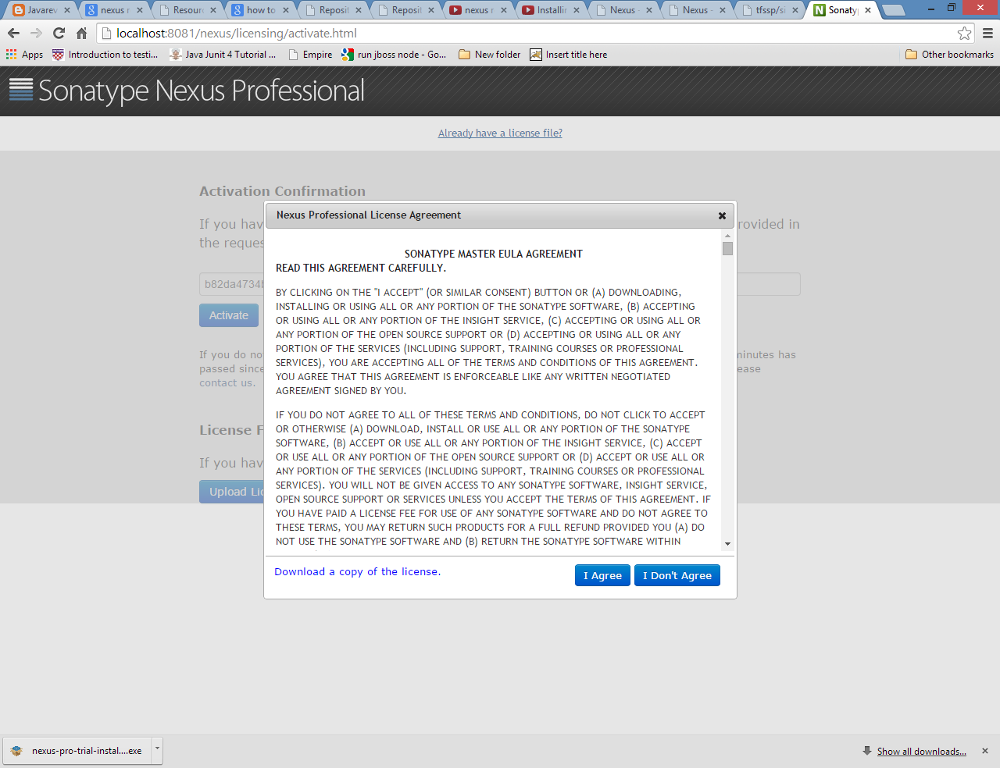 Javarev
nexus r
Resour
how to
Reposit
Reposit
nexus r
Installin
Nexus -
Nexus -
tfssp/si
Sonaty
localhost:8081/nexus/licensing/activate.html
Apps
Introduction to testi...
Java Junit 4 Tutorial ...
Empire
run jboss node - Go...
New folder
Insert title here
Other bookmarks
Sonatype Nexus Professional
Already have a license file?
Activation Confirmation
If you hav
rovided in
the reques
b82da4734b
Activate
If you do no
minutes has
passed since
ease
contact us.
License F
If you hav
Upload Lic
Nexus Professional License Agreement
SONATYPE MASTER EULA AGREEMENT
READ THIS AGREEMENT CAREFULLY.
BY CLICKING ON THE "I ACCEPT" (OR SIMILAR CONSENT) BUTTON OR (A) DOWNLOADING,
INSTALLING OR USING ALL OR ANY PORTION OF THE SONATYPE SOFTWARE, (B) ACCEPTING
OR USING ALL OR ANY PORTION OF THE INSIGHT SERVICE, (C) ACCEPTING OR USING ALL OR
ANY PORTION OF THE OPEN SOURCE SUPPORT OR (D) ACCEPTING OR USING ALL OR ANY
PORTION OF THE SERVICES (INCLUDING SUPPORT, TRAINING COURSES OR PROFESSIONAL
SERVICES), YOU ARE ACCEPTING ALL OF THE TERMS AND CONDITIONS OF THIS AGREEMENT.
YOU AGREE THAT THIS AGREEMENT IS ENFORCEABLE LIKE ANY WRITTEN NEGOTIATED
AGREEMENT SIGNED BY YOU.
IF YOU DO NOT AGREE TO ALL OF THESE TERMS AND CONDITIONS, DO NOT CLICK TO ACCEPT
OR OTHERWISE (A) DOWNLOAD, INSTALL OR USE ALL OR ANY PORTION OF THE SONATYPE
SOFTWARE, (B) ACCEPT OR USE ALL OR ANY PORTION OF THE INSIGHT SERVICE, (C) ACCEPT
OR USE ALL OR ANY PORTION OF THE OPEN SOURCE SUPPORT OR (D) ACCEPT OR USE ALL OR
ANY PORTION OF THE SERVICES (INCLUDING SUPPORT, TRAINING COURSES OR PROFESSIONAL
SERVICES). YOU WILL NOT BE GIVEN ACCESS TO ANY SONATYPE SOFTWARE, INSIGHT SERVICE,
OPEN SOURCE SUPPORT OR SERVICES UNLESS YOU ACCEPT THE TERMS OF THIS AGREEMENT. IF
YOU HAVE PAID A LICENSE FEE FOR USE OF ANY SONATYPE SOFTWARE AND DO NOT AGREE TO
THESE TERMS, YOU MAY RETURN SUCH PRODUCTS FOR A FULL REFUND PROVIDED YOU (A) DO
NOT USE THE SONATYPE SOFTWARE AND (B) RETURN THE SONATYPE SOFTWARE WITHIN
Download a copy of the license.
I Agree
I Don't Agree
nexus-pro-trial-instal....exe
Show all downloads...